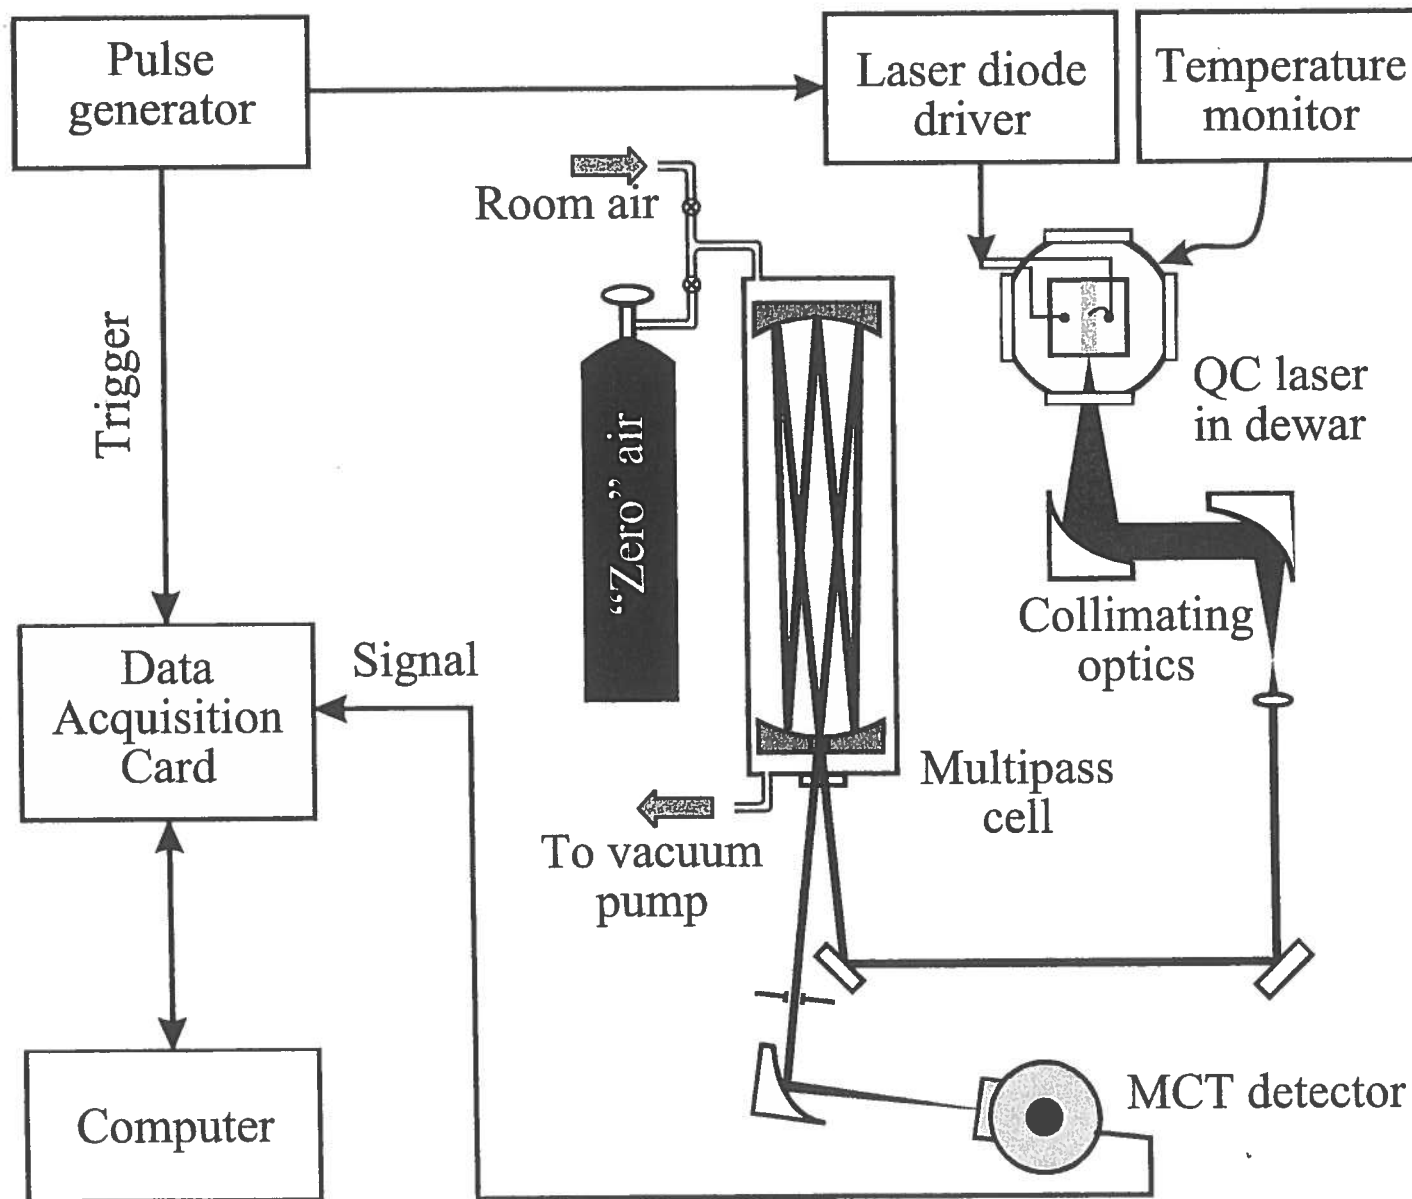 Pulse
generator
Laser diode
driver
Temperature
monitor
Room air
Trigger
"Zero" air
QC laser
in dewar
Collimating
optics
Signal
Data
Acquisition
Card
Multipass
cell
To vacuum
pump
MCT detector
Computer